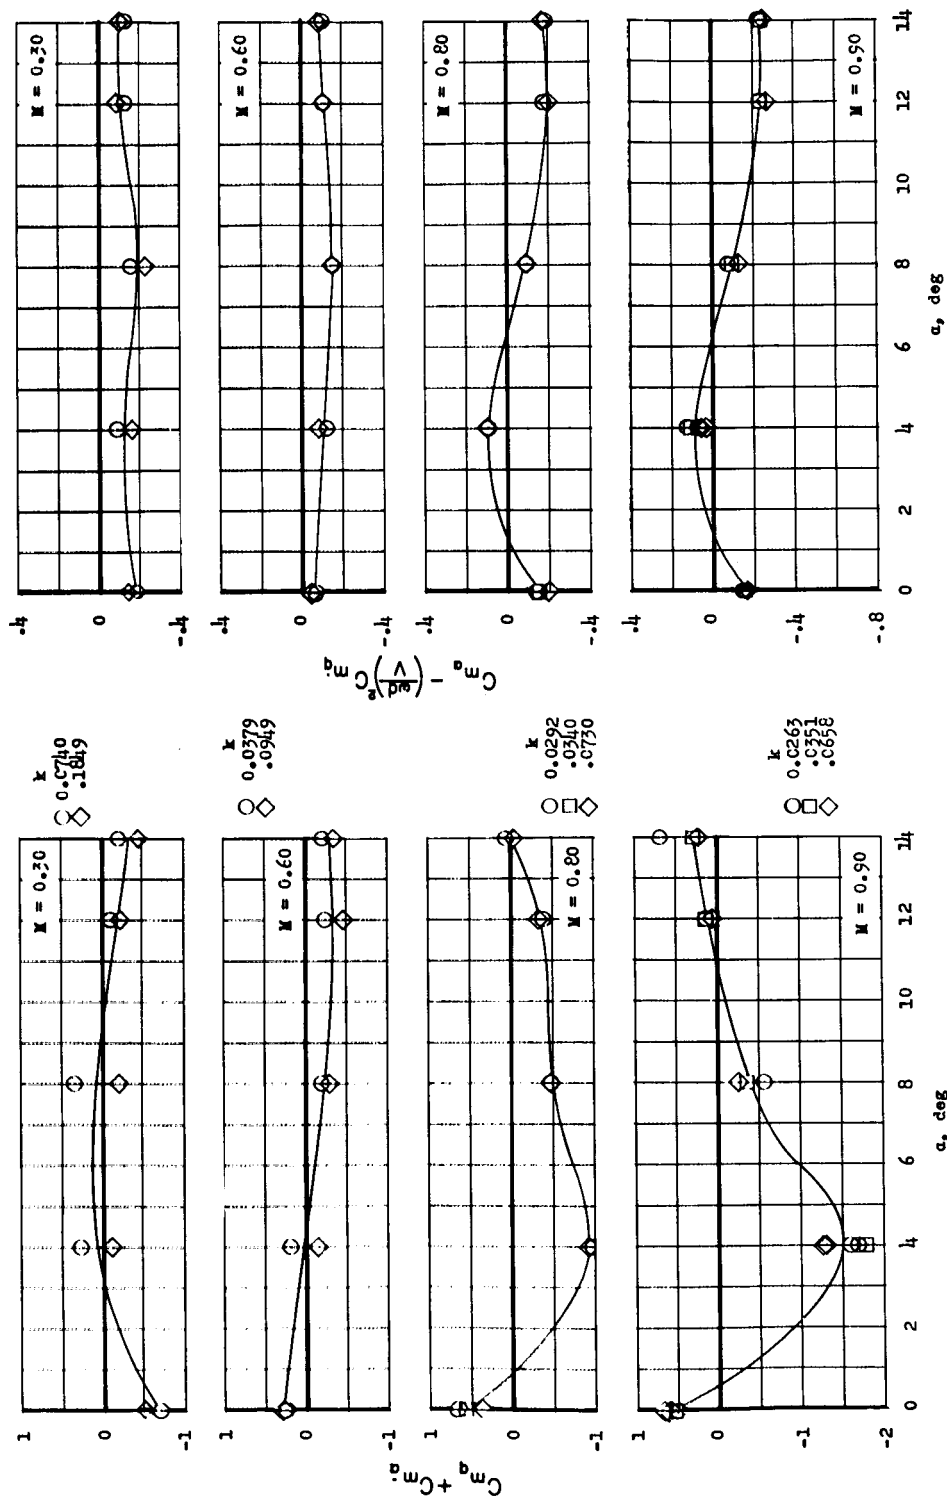 1
0
-1
M = 0.30
k
0.0740
.1849
1
0
-1
M = 0.60
k
0.0379
.0949
1
0
-1
M = 0.80
k
0.0292
.0340
.0730
1
0
-1
-2
M = 0.90
k
0.0263
.0351
.0658
0 2 4 6 8 10 12 14
α, deg
C_{m_q} + C_{m_{\dot{α}}}
.4
0
-.4
M = 0.30
.4
0
-.4
M = 0.60
.4
0
-.4
M = 0.80
.4
0
-.4
-.8
M = 0.90
0 2 4 6 8 10 12 14
α, deg
C_{m_α} - (ωd/V)^2 C_{m_{\dot{q}}}